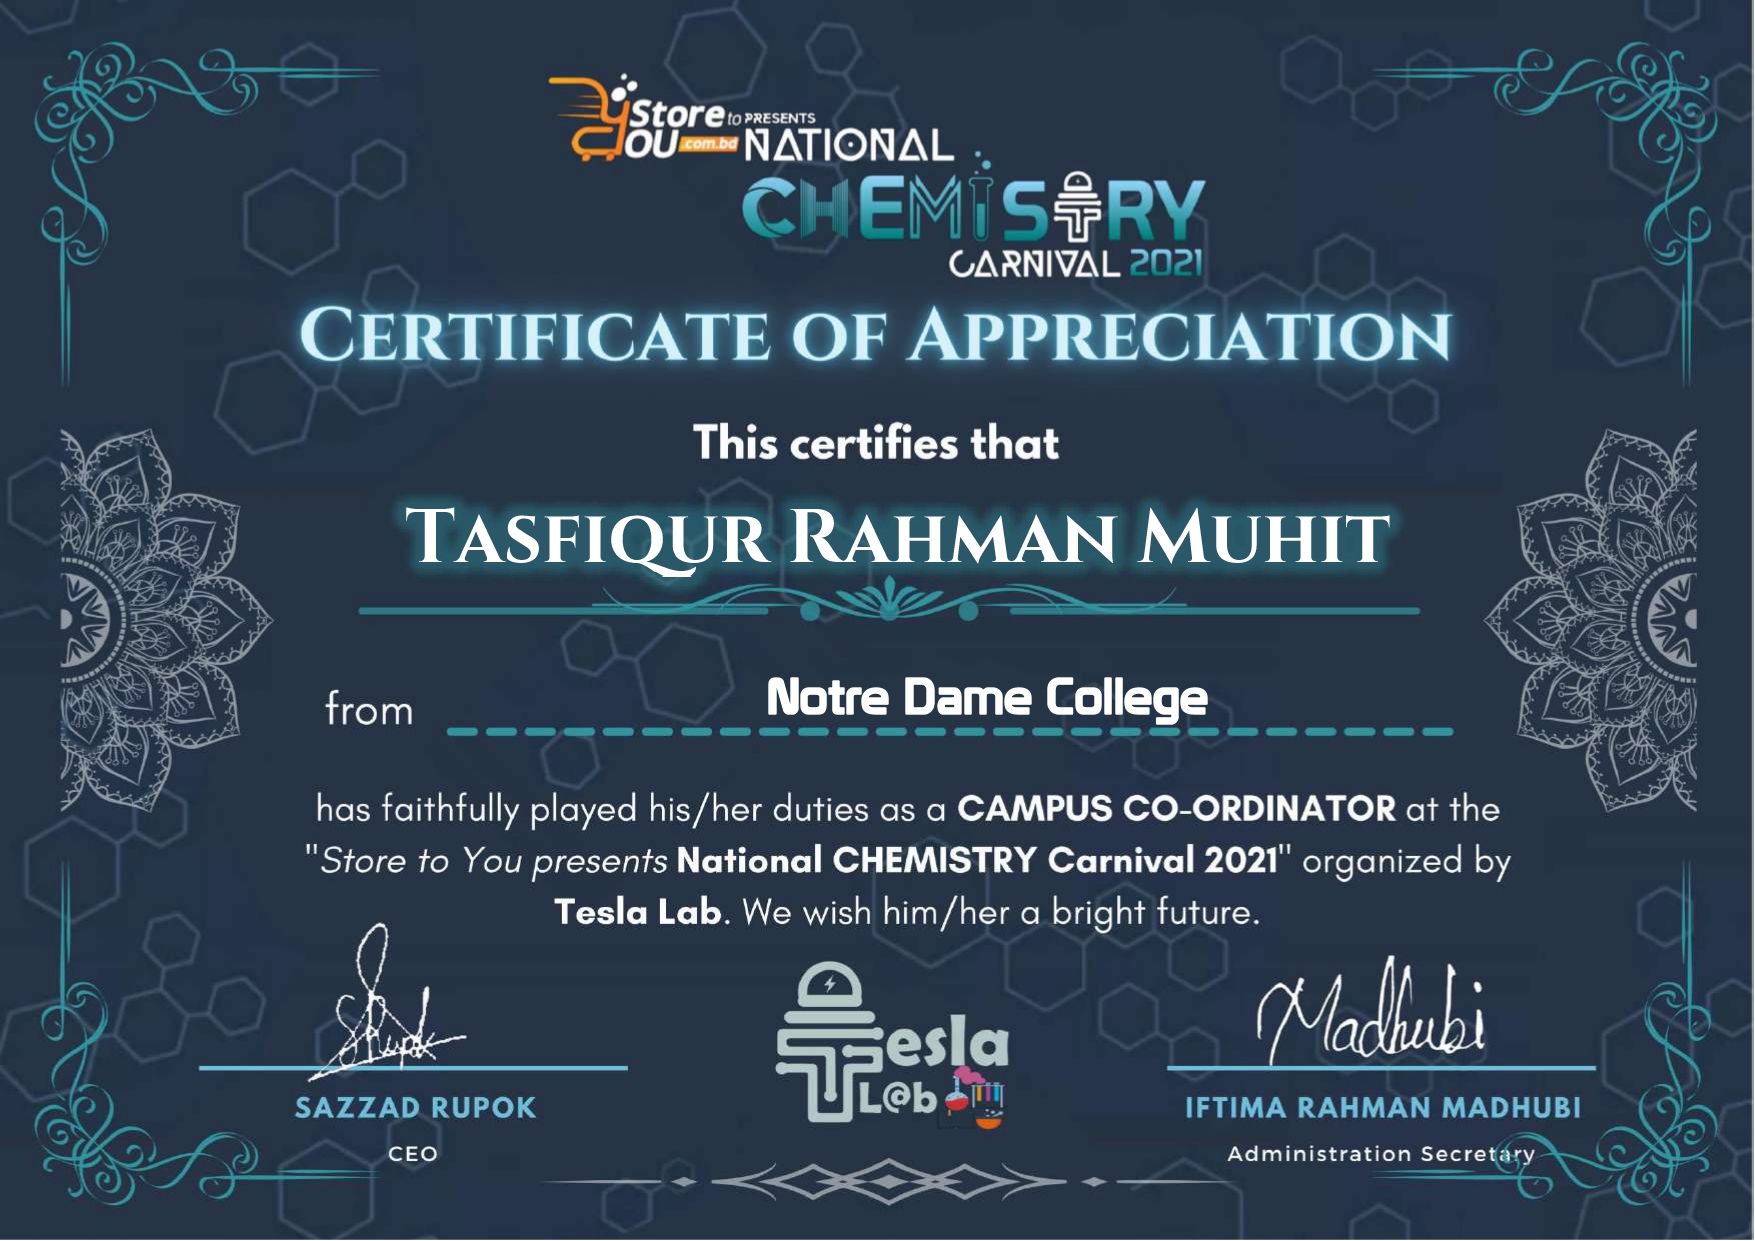 Store to PRESENTS
YOU .com.bd NATIONAL
CHEMISTRY
CARNIVAL 2021
CERTIFICATE OF APPRECIATION
This certifies that
TASFIQUR RAHMAN MUHIT
from Notre Dame College
has faithfully played his/her duties as a CAMPUS CO-ORDINATOR at the
"Store to You presents National CHEMISTRY Carnival 2021" organized by
Tesla Lab. We wish him/her a bright future.
Rupok
Madhubi
Tesla
L@b
SAZZAD RUPOK
IFTIMA RAHMAN MADHUBI
CEO
Administration Secretary